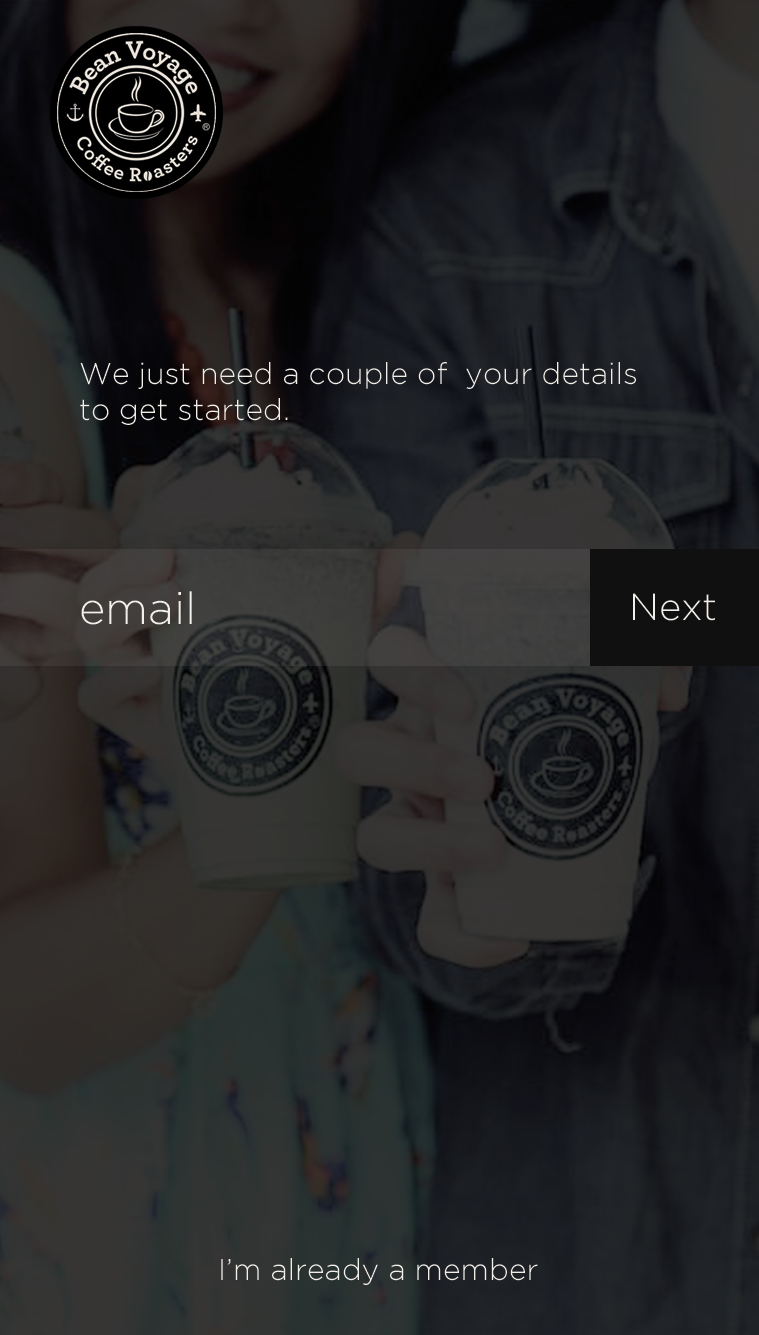 Bean Voyage
Coffee Roasters
®
We just need a couple of  your details
to get started.
email
Next
Bean Voyage
Coffee Roasters
Bean Voyage
Coffee Roasters
I’m already a member